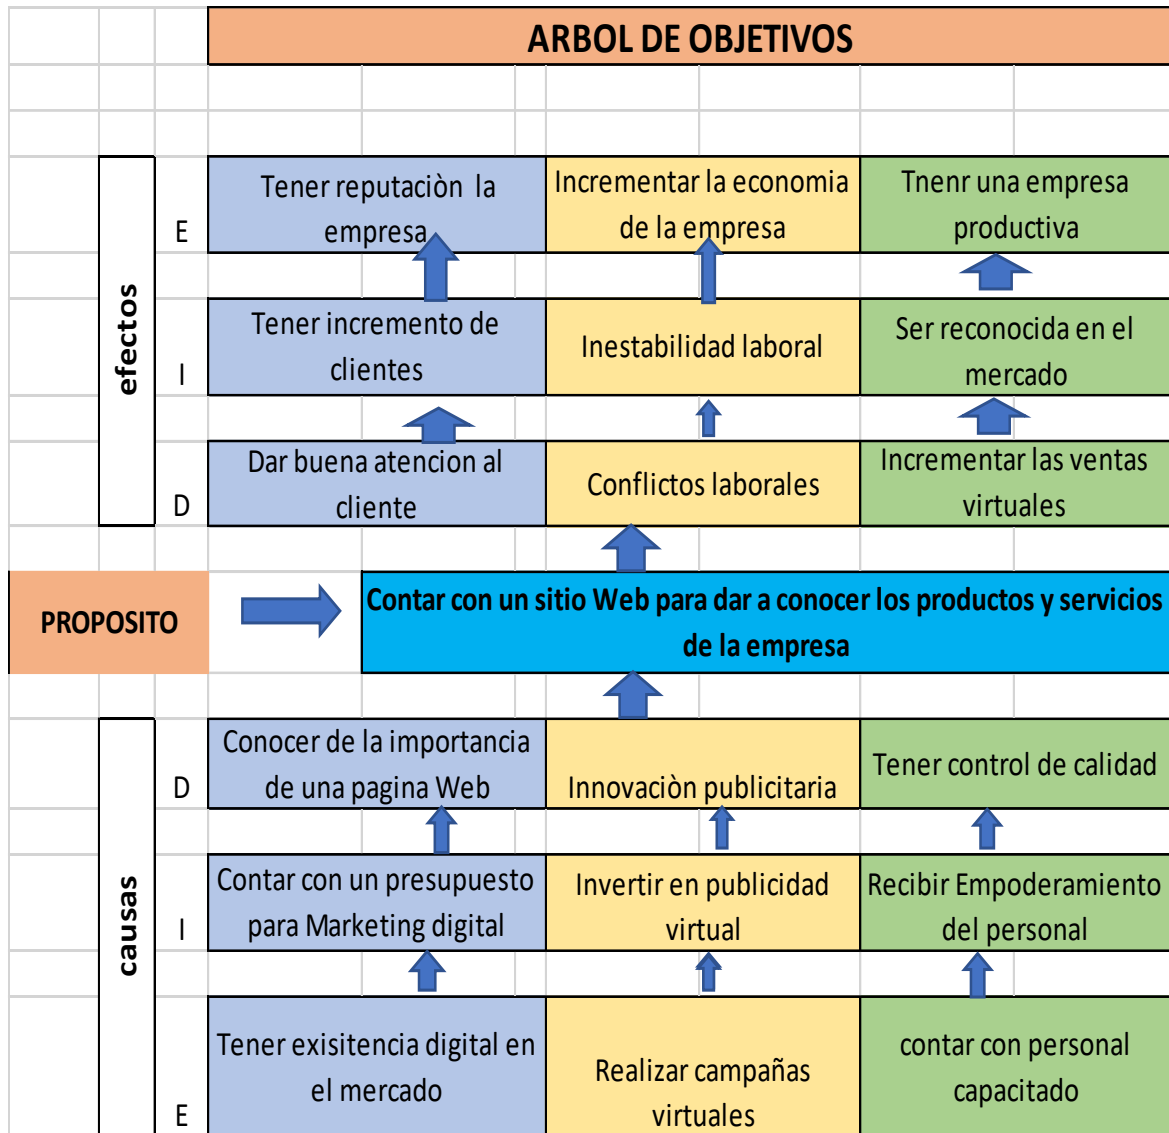 ARBOL DE OBJETIVOS
efectos
E
Tener reputaciòn la
empresa
Incrementar la economia
de la empresa
Tnenr una empresa
productiva
I
Tener incremento de
clientes
Inestabilidad laboral
Ser reconocida en el
mercado
D
Dar buena atencion al
cliente
Conflictos laborales
Incrementar las ventas
virtuales
PROPOSITO
Contar con un sitio Web para dar a conocer los productos y servicios
de la empresa
causas
D
Conocer de la importancia
de una pagina Web
Innovaciòn publicitaria
Tener control de calidad
I
Contar con un presupuesto
para Marketing digital
Invertir en publicidad
virtual
Recibir Empoderamiento
del personal
E
Tener exisitencia digital en
el mercado
Realizar campañas
virtuales
contar con personal
capacitado